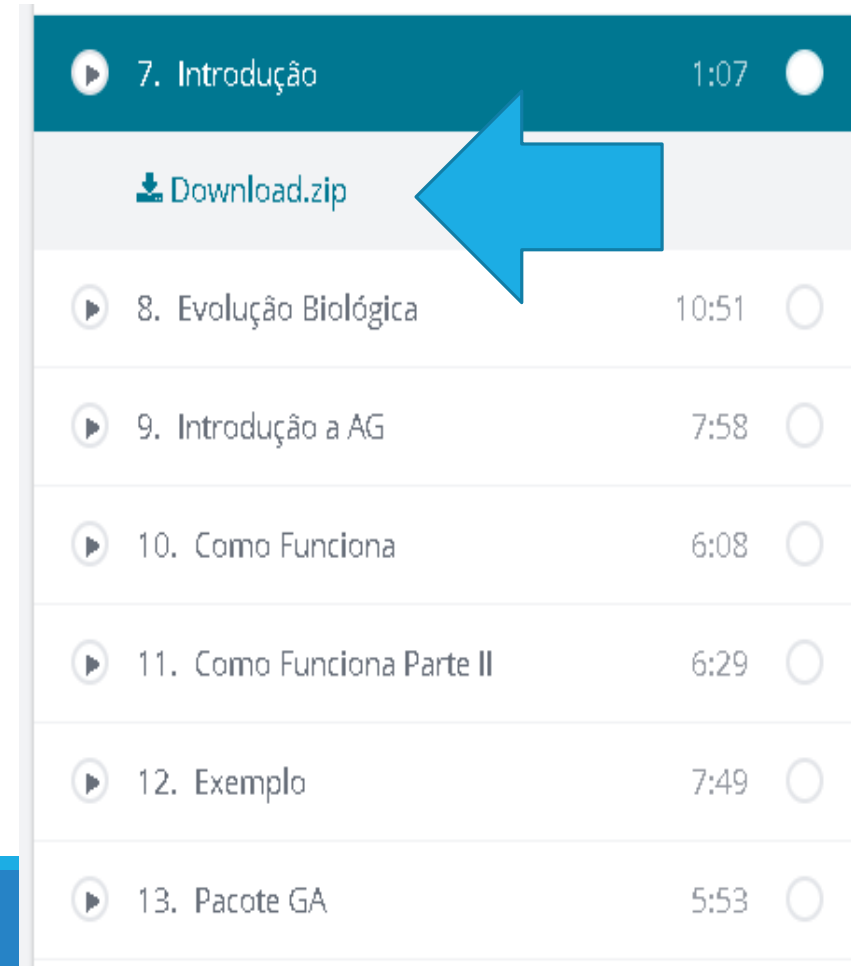 7. Introdução 1:07
Download.zip
8. Evolução Biológica 10:51
9. Introdução a AG 7:58
10. Como Funciona 6:08
11. Como Funciona Parte II 6:29
12. Exemplo 7:49
13. Pacote GA 5:53